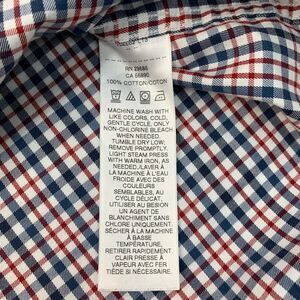 RN 29685
CA 56890
100% COTTON/COTON
MACHINE WASH WITH
LIKE COLORS, COLD,
GENTLE CYCLE. ONLY
NON-CHLORINE BLEACH
WHEN NEEDED.
TUMBLE DRY LOW;
REMOVE PROMPTLY.
LIGHT STEAM PRESS
WITH WARM IRON, AS
NEEDED./LAVER À LA
MACHINE À L'EAU
FROIDE AVEC DES
COULEURS
SEMBLABLES, AU
CYCLE DÉLICAT.
UTILISER AU BESOIN
UN AGENT DE
BLANCHIMENT SANS
CHLORE UNIQUEMENT.
SÉCHER À LA MACHINE
À BASSE
TEMPÉRATURE,
RETIRER RAPIDEMENT.
CLAIR PRESSE À
VAPEUR AVEC FER
TIÈDE SI NÉCESSAIRE.